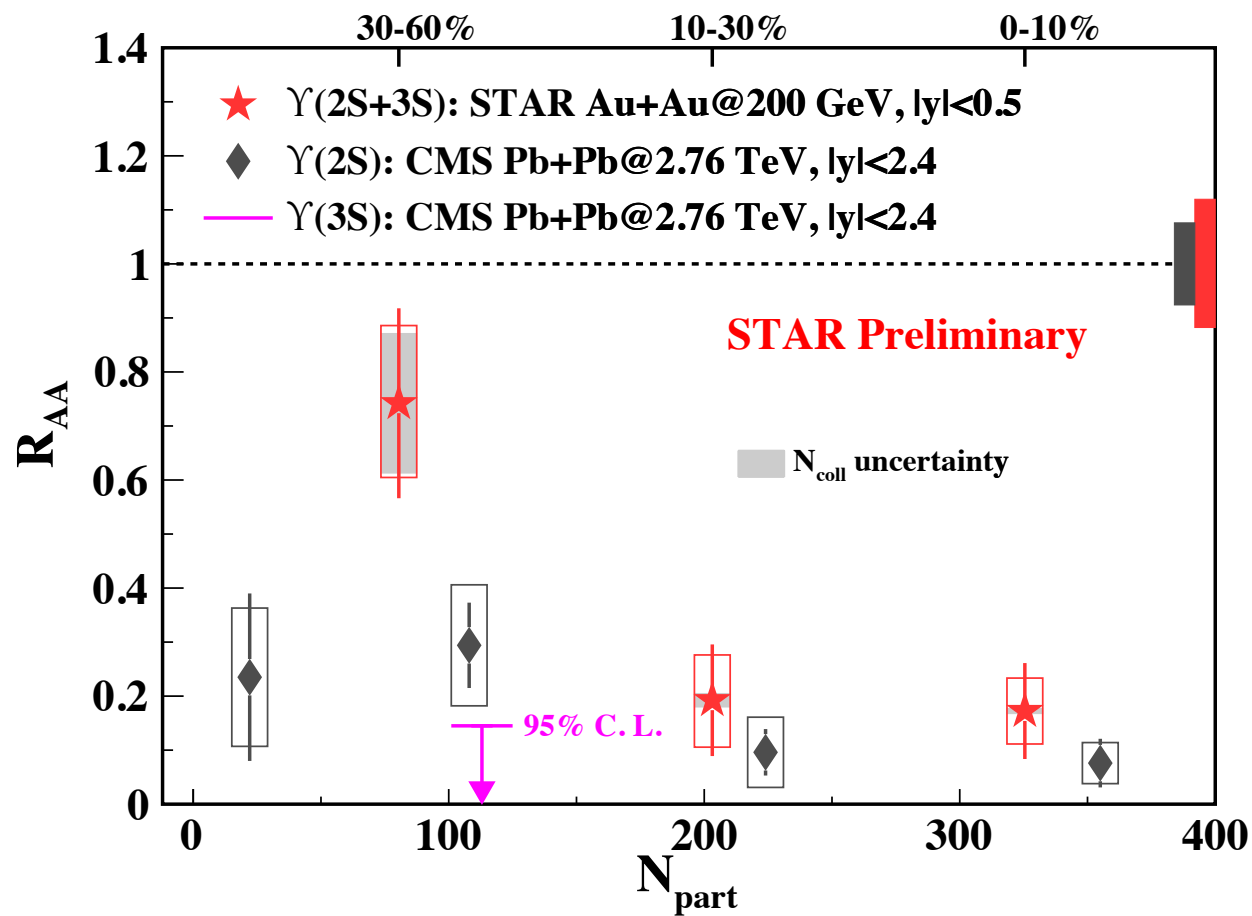 30-60% 10-30% 0-10%
1.4
ϒ(2S+3S): STAR Au+Au@200 GeV, |y|<0.5
1.2
ϒ(2S): CMS Pb+Pb@2.76 TeV, |y|<2.4
ϒ(3S): CMS Pb+Pb@2.76 TeV, |y|<2.4
1
STAR Preliminary
0.8
R_AA
N_coll uncertainty
0.6
0.4
0.2
95% C. L.
0
0 100 200 300 400
N_part